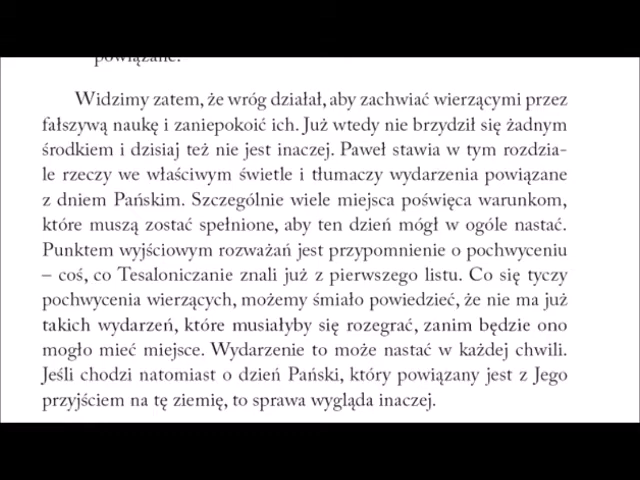 powiązane.
Widzimy zatem, że wróg działał, aby zachwiać wierzącymi przez
fałszywą naukę i zaniepokoić ich. Już wtedy nie brzydził się żadnym
środkiem i dzisiaj też nie jest inaczej. Paweł stawia w tym rozdzia-
le rzeczy we właściwym świetle i tłumaczy wydarzenia powiązane
z dniem Pańskim. Szczególnie wiele miejsca poświęca warunkom,
które muszą zostać spełnione, aby ten dzień mógł w ogóle nastać.
Punktem wyjściowym rozważań jest przypomnienie o pochwyceniu
– coś, co Tesaloniczanie znali już z pierwszego listu. Co się tyczy
pochwycenia wierzących, możemy śmiało powiedzieć, że nie ma już
takich wydarzeń, które musiałyby się rozegrać, zanim będzie ono
mogło mieć miejsce. Wydarzenie to może nastać w każdej chwili.
Jeśli chodzi natomiast o dzień Pański, który powiązany jest z Jego
przyjściem na tę ziemię, to sprawa wygląda inaczej.